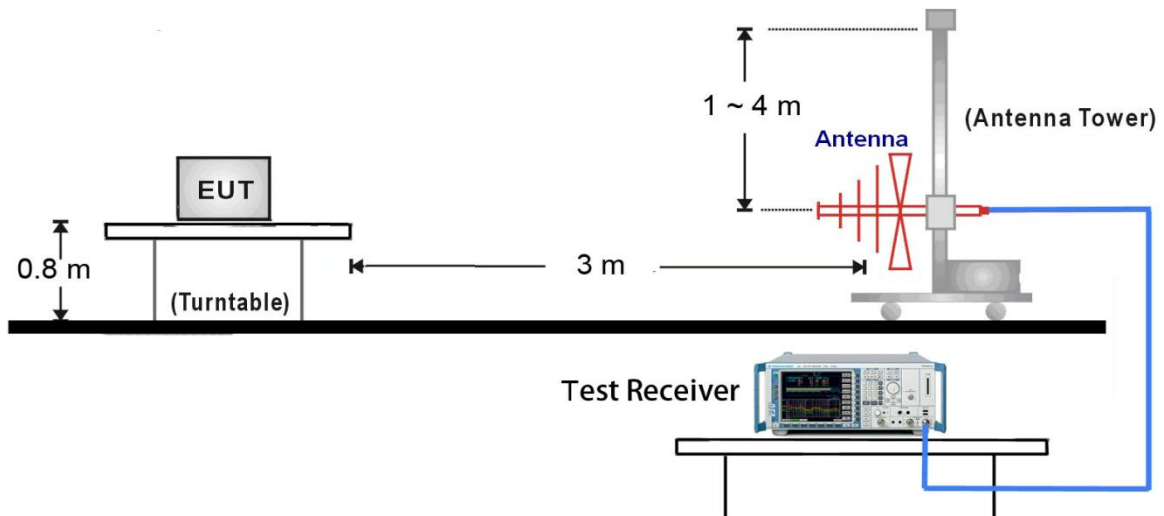 1 ~ 4 m
(Antenna Tower)
Antenna
EUT
0.8 m
3 m
(Turntable)
Test Receiver